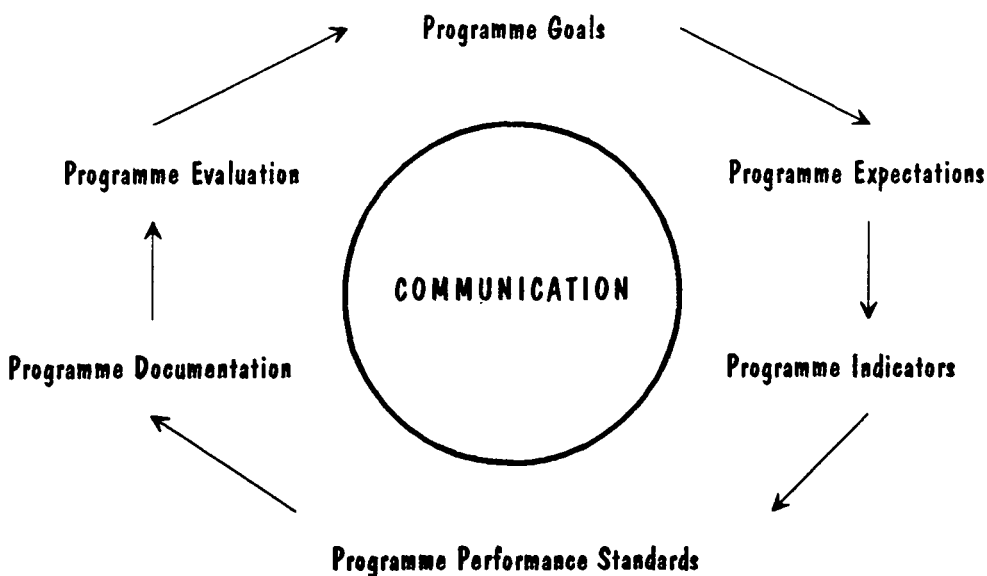 Programme Goals
Programme Evaluation
Programme Expectations
COMMUNICATION
Programme Documentation
Programme Indicators
Programme Performance Standards